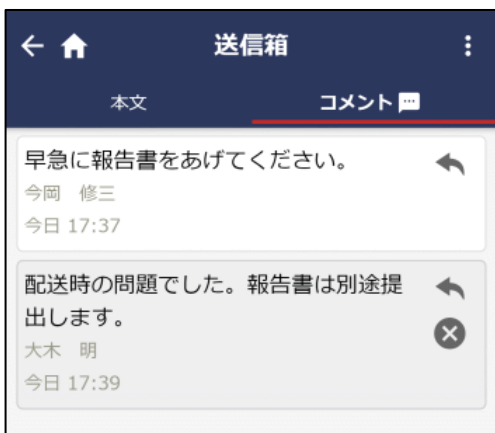 送信箱
本文
コメント
早急に報告書をあげてください。
今岡　修三
今日 17:37
配送時の問題でした。報告書は別途提
出します。
大木　明
今日 17:39